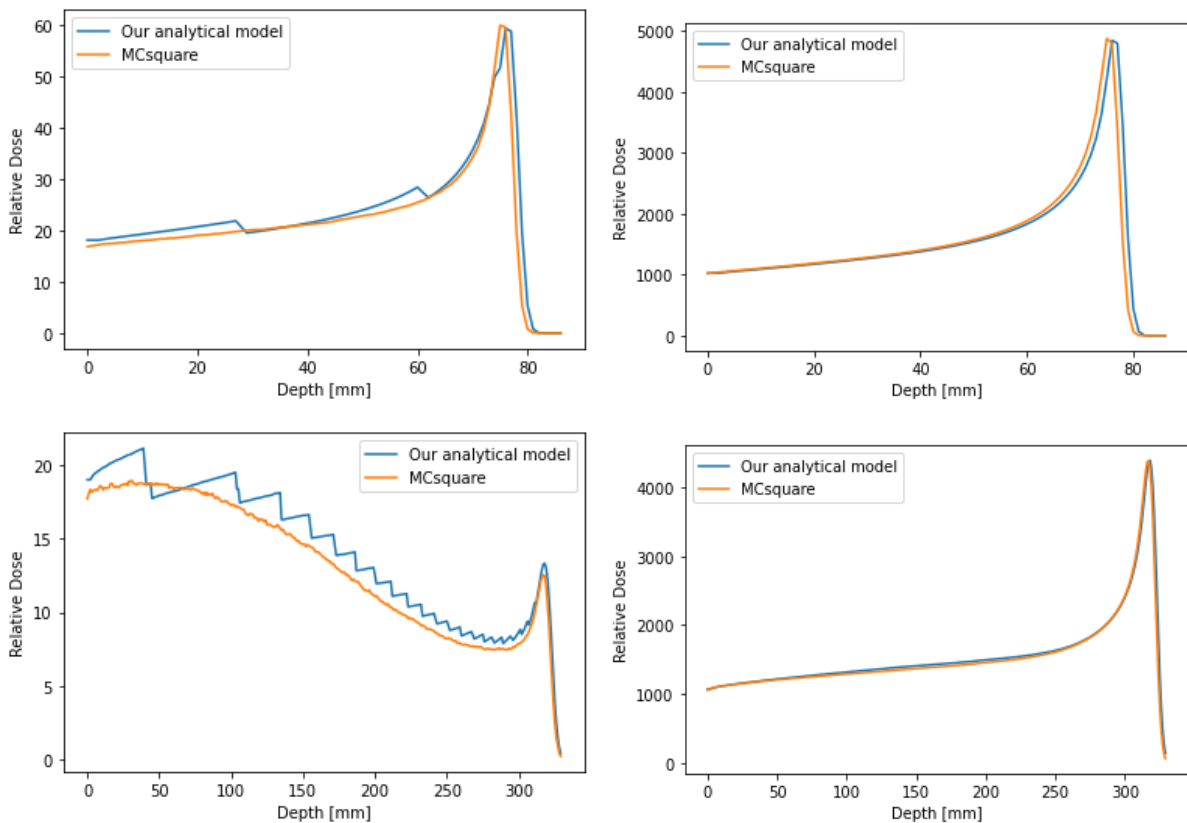 60
50
40
30
20
10
0
Relative Dose
Our analytical model
MCsquare
0 20 40 60 80
Depth [mm]
5000
4000
3000
2000
1000
0
Relative Dose
Our analytical model
MCsquare
0 20 40 60 80
Depth [mm]
20
15
10
5
0
Relative Dose
Our analytical model
MCsquare
0 50 100 150 200 250 300
Depth [mm]
4000
3000
2000
1000
0
Relative Dose
Our analytical model
MCsquare
0 50 100 150 200 250 300
Depth [mm]